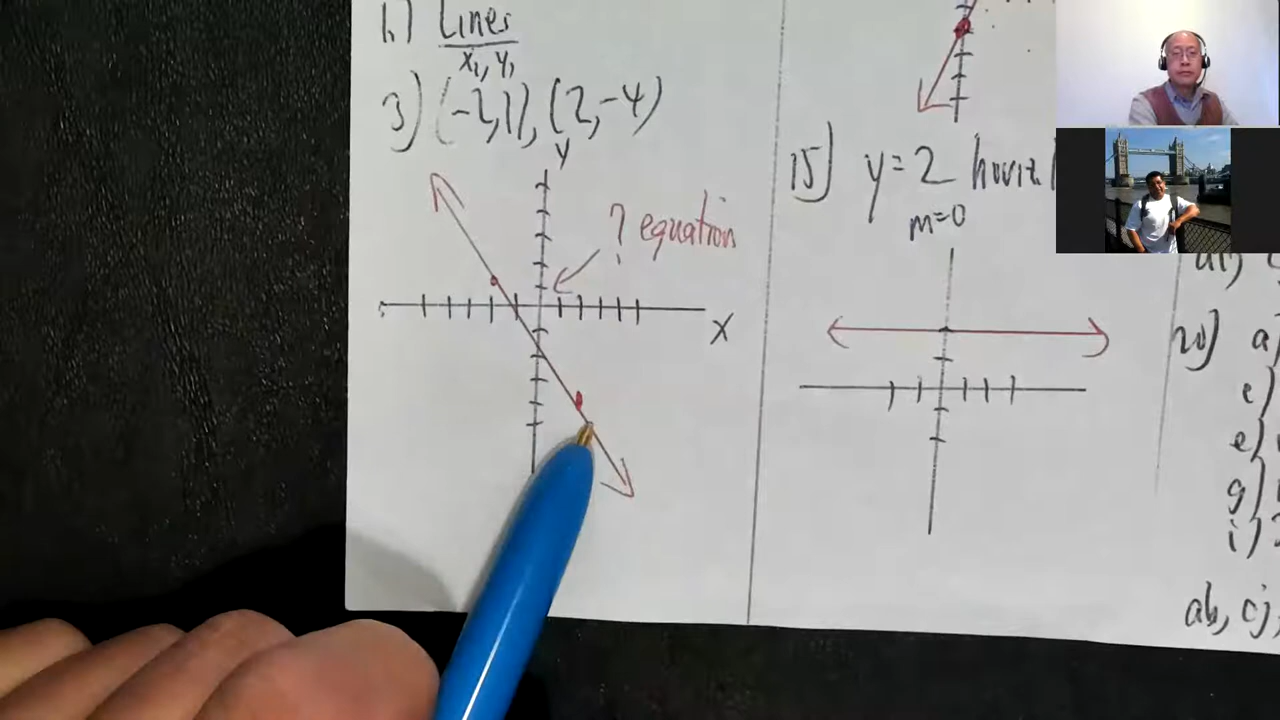 1.) Lines
x₁, y₁
3) (-2,1), (2,-4)
y
? equation
x
15) y=2 horiz.
m=0
20) a)
e)
e)
g)
i)
ab, cj,